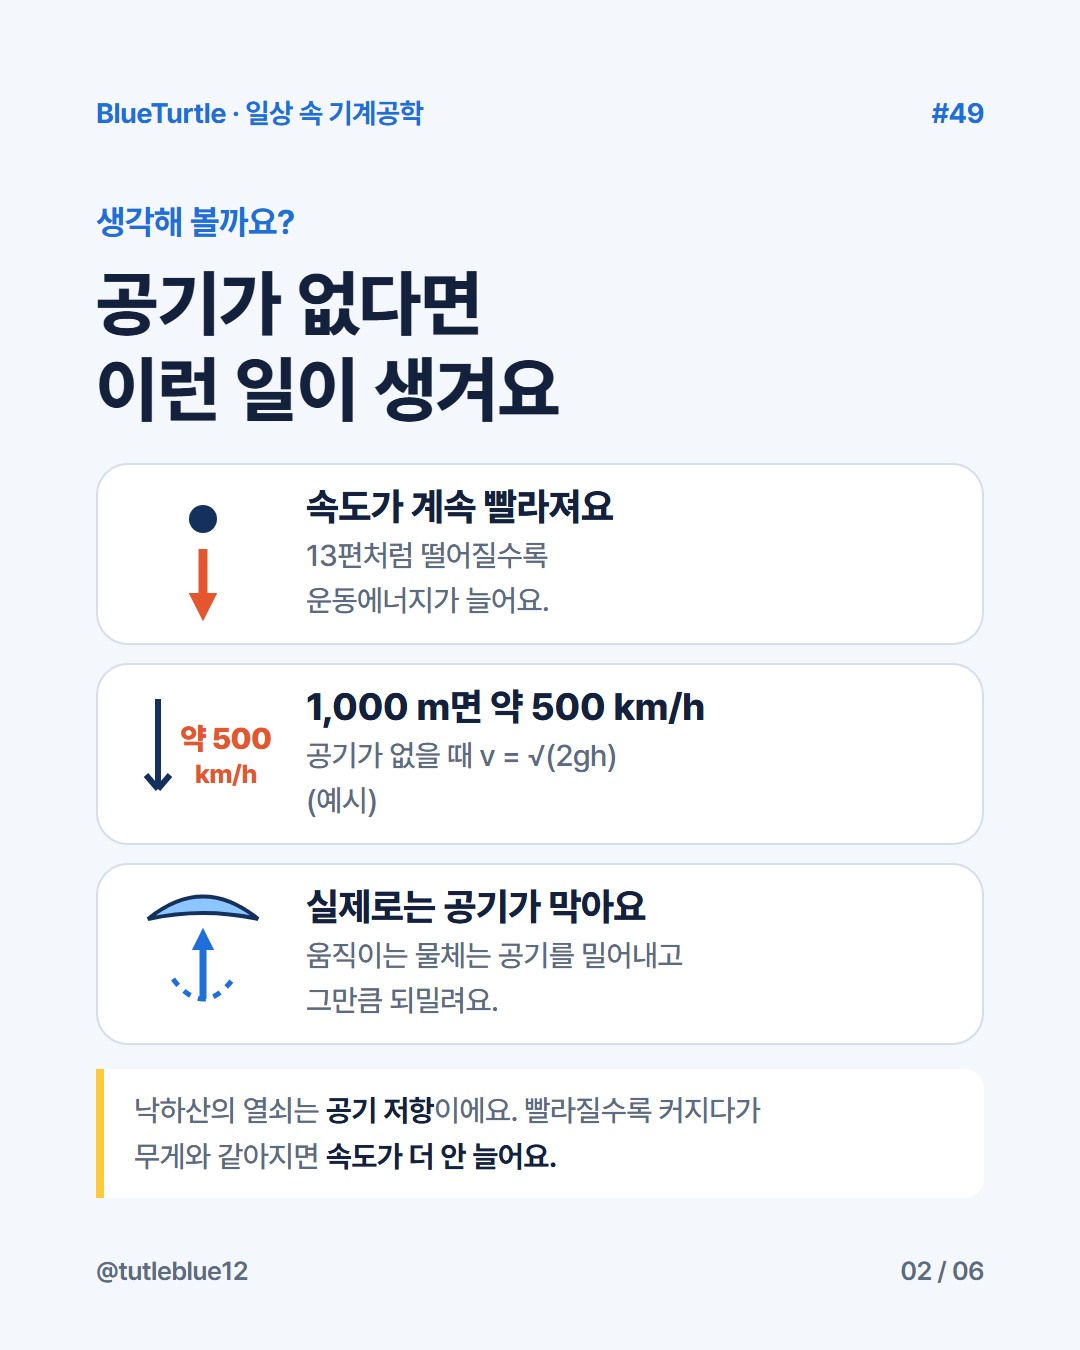 BlueTurtle · 일상 속 기계공학
#49
생각해 볼까요?
공기가 없다면
이런 일이 생겨요
속도가 계속 빨라져요
13편처럼 떨어질수록
운동에너지가 늘어요.
약 500
km/h
1,000 m면 약 500 km/h
공기가 없을 때 v = √(2gh)
(예시)
실제로는 공기가 막아요
움직이는 물체는 공기를 밀어내고
그만큼 되밀려요.
낙하산의 열쇠는 공기 저항이에요. 빨라질수록 커지다가
무게와 같아지면 속도가 더 안 늘어요.
@tutleblue12
02 / 06